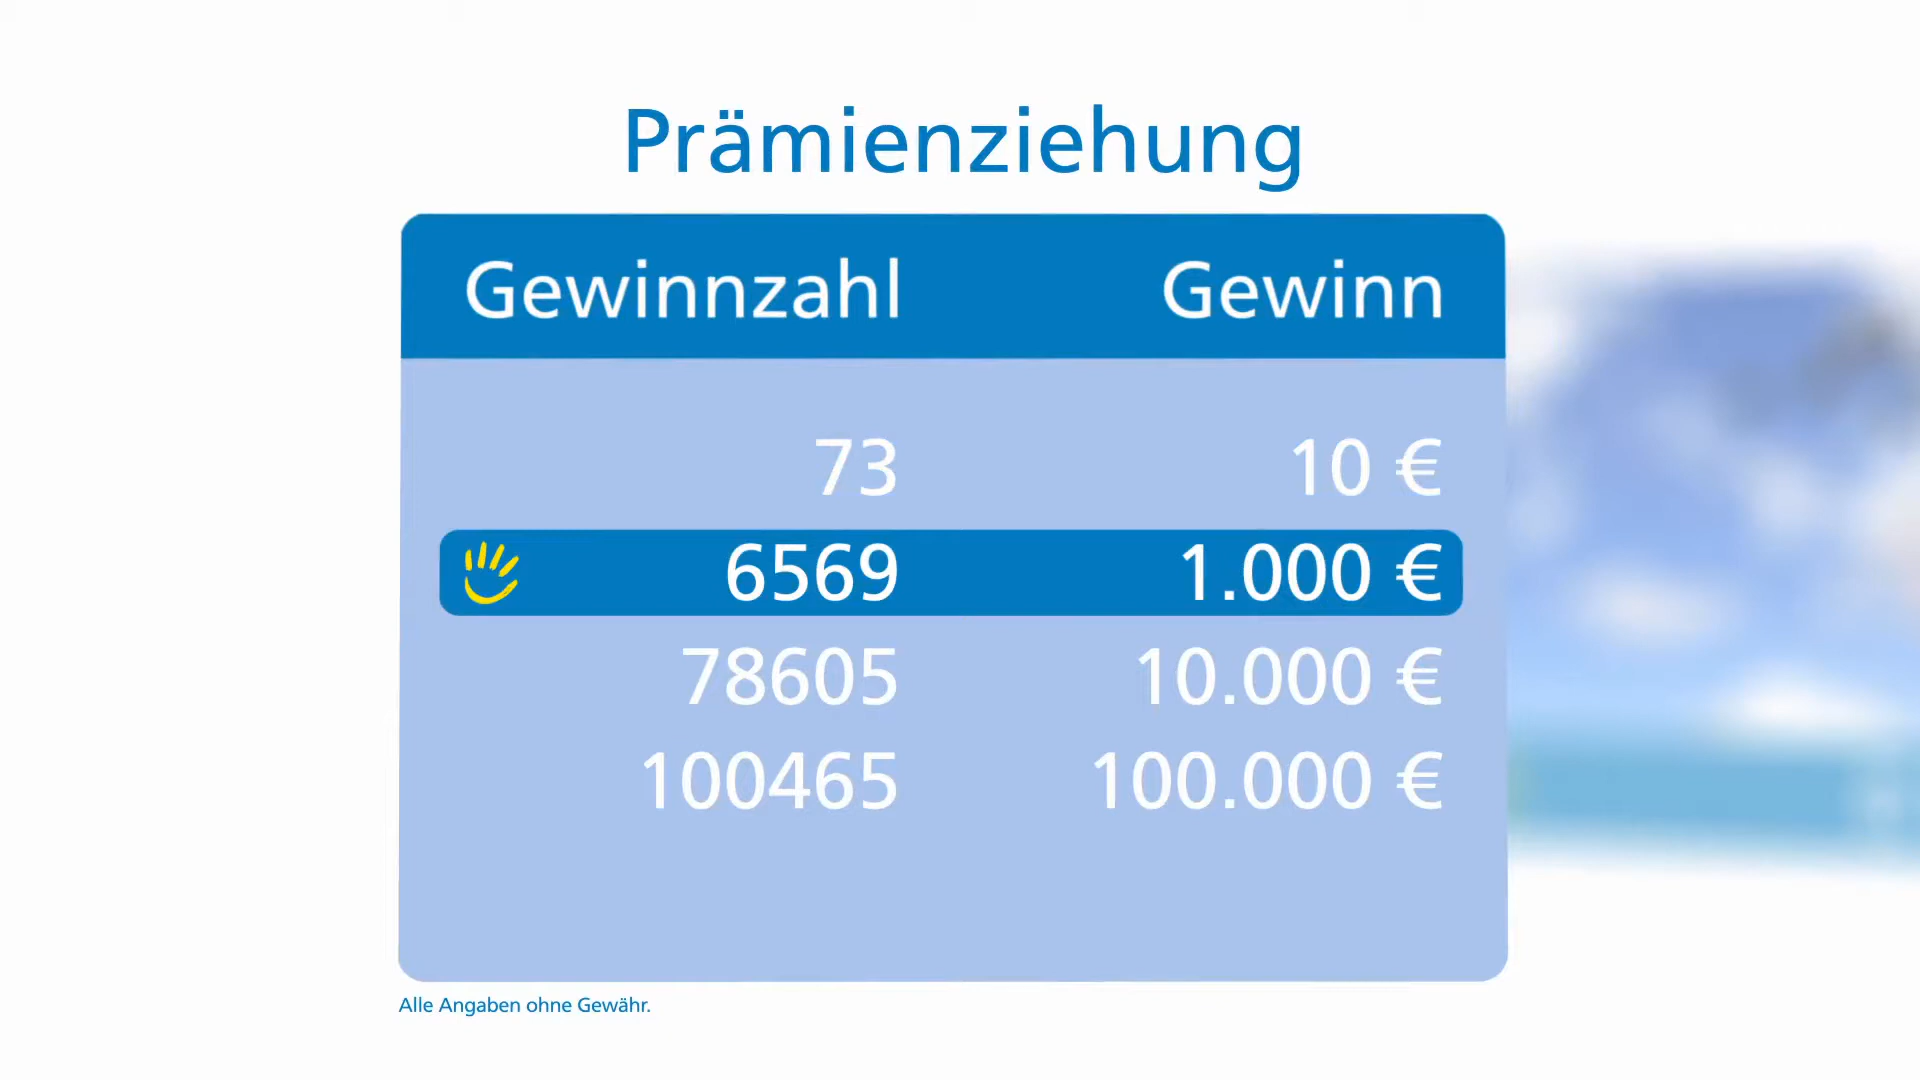 Prämienziehung
Gewinnzahl Gewinn
73 10 €
6569 1.000 €
78605 10.000 €
100465 100.000 €
Alle Angaben ohne Gewähr.